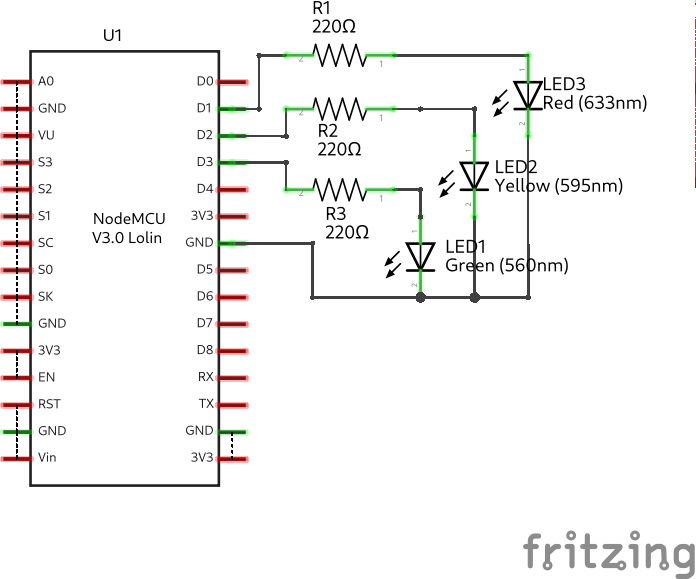 U1
R1
220Ω
A0
GND
VU
S3
S2
S1
SC
S0
SK
GND
3V3
EN
RST
GND
Vin
NodeMCU
V3.0 Lolin
D0
D1
D2
D3
D4
3V3
GND
D5
D6
D7
D8
RX
TX
GND
3V3
2
1
2
1
R2
220Ω
2
1
R3
220Ω
1
LED3
Red (633nm)
2
1
LED2
Yellow (595nm)
2
1
LED1
Green (560nm)
2
fritzing